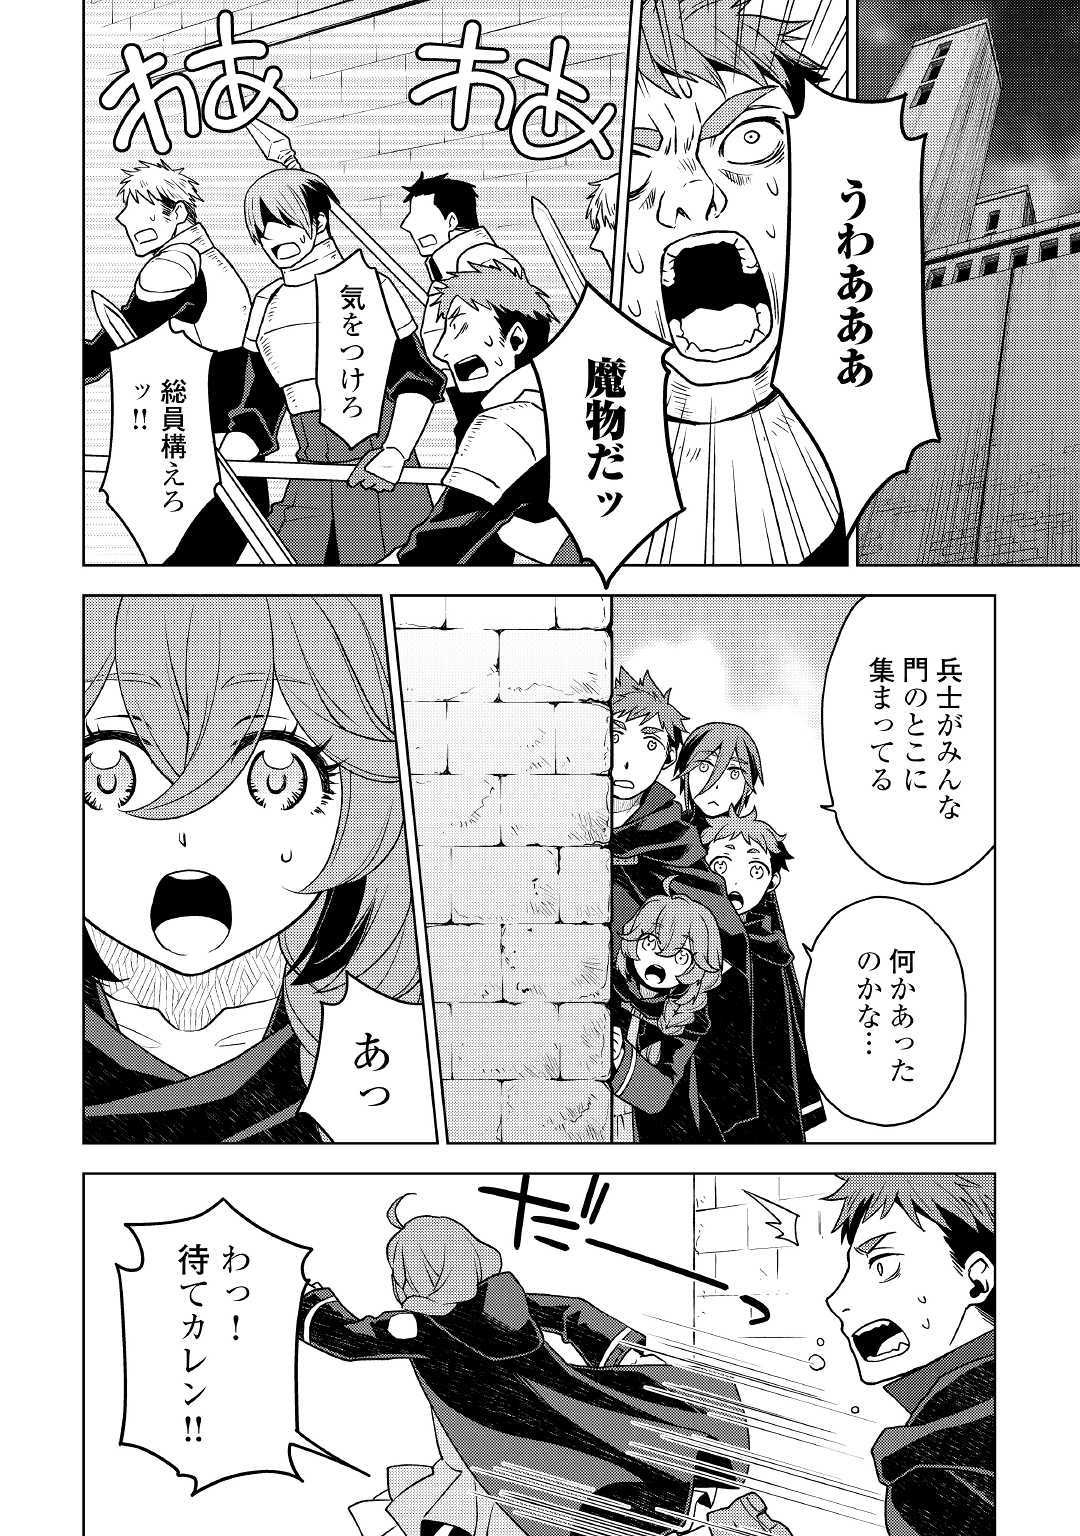 うわあああ
魔物だッ
わあ
わあ
気をつけろ
総員構えろ
ッ!!
兵士がみんな
門のとこに
集まってる
何かあった
のかな…
あっ
だっ
わっ！
待てカレン!!